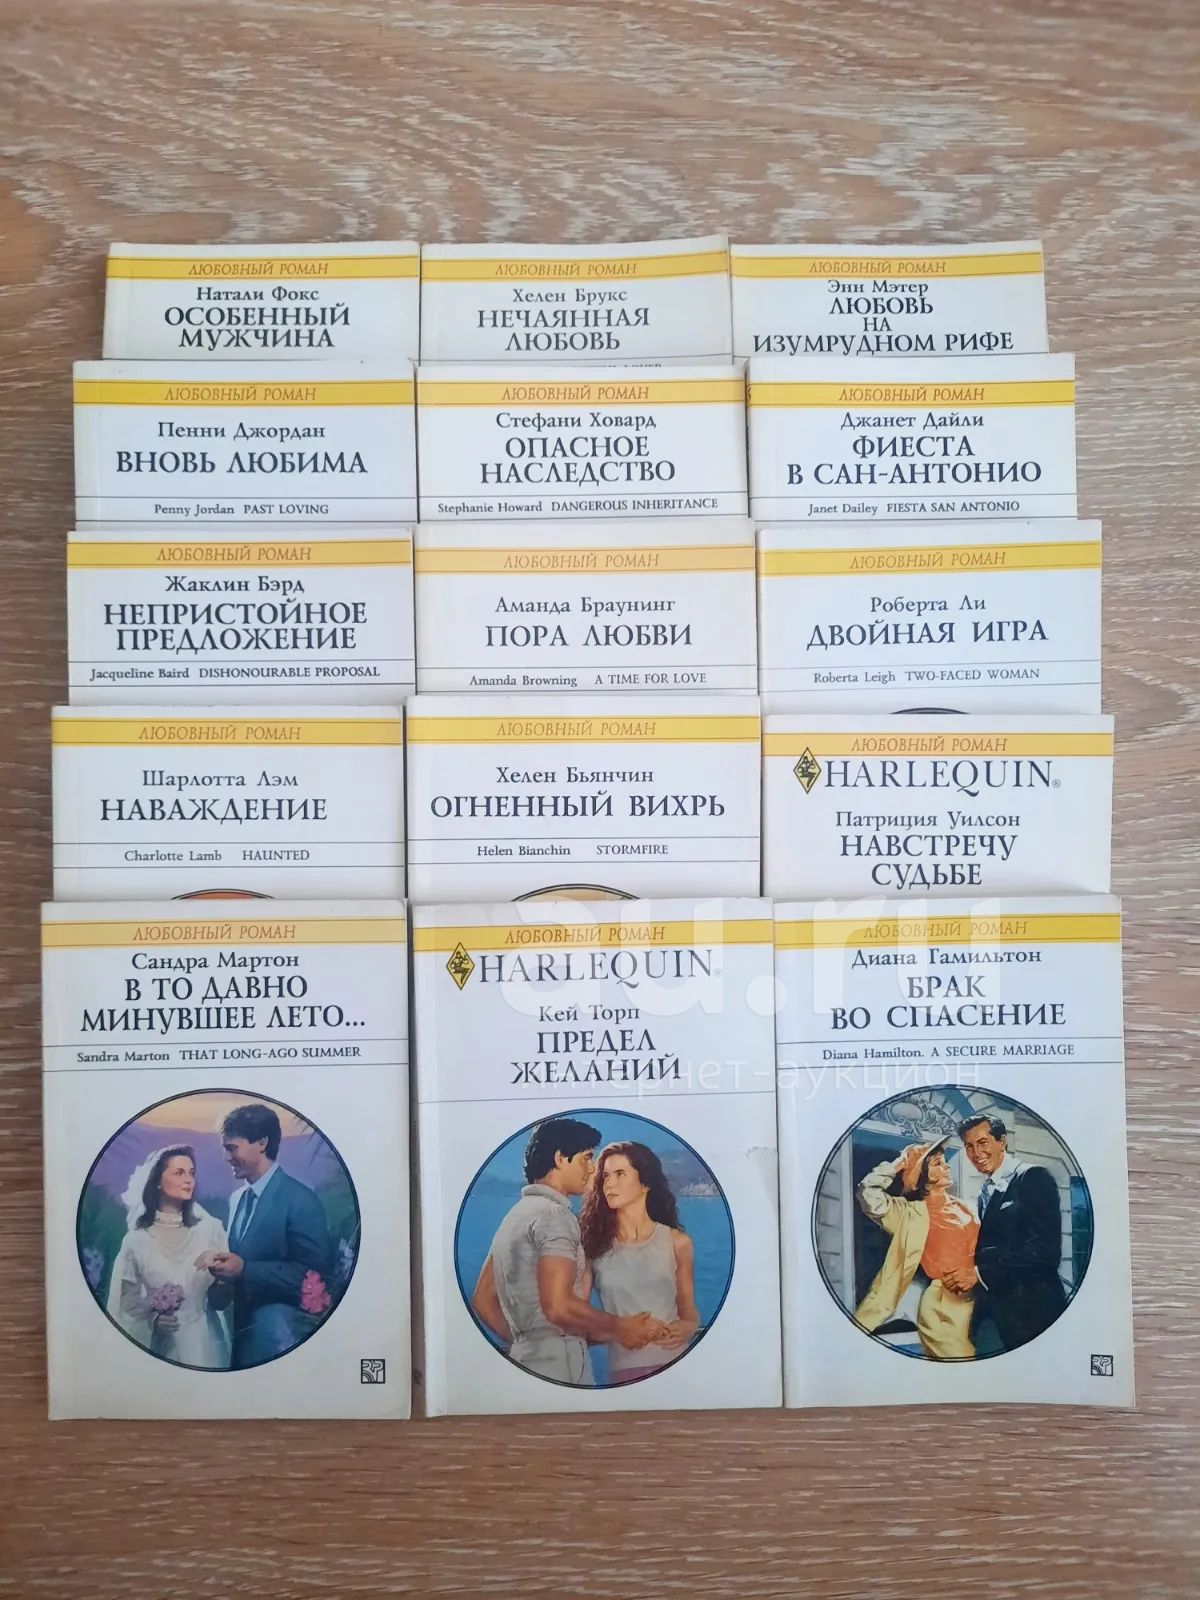 ЛЮБОВНЫЙ РОМАН
Натали Фокс
ОСОБЕННЫЙ
МУЖЧИНА
ЛЮБОВНЫЙ РОМАН
Хелен Брукс
НЕЧАЯННАЯ
ЛЮБОВЬ
ЛЮБОВНЫЙ РОМАН
Энн Мэтер
ЛЮБОВЬ
НА
ИЗУМРУДНОМ РИФЕ
ЛЮБОВНЫЙ РОМАН
Пенни Джордан
ВНОВЬ ЛЮБИМА
Penny Jordan PAST LOVING
ЛЮБОВНЫЙ РОМАН
Стефани Ховард
ОПАСНОЕ
НАСЛЕДСТВО
Stephanie Howard DANGEROUS INHERITANCE
ЛЮБОВНЫЙ РОМАН
Джанет Дайли
ФИЕСТА
В САН-АНТОНИО
Janet Dailey FIESTA SAN ANTONIO
ЛЮБОВНЫЙ РОМАН
Жаклин Бэрд
НЕПРИСТОЙНОЕ
ПРЕДЛОЖЕНИЕ
Jacqueline Baird DISHONOURABLE PROPOSAL
ЛЮБОВНЫЙ РОМАН
Аманда Браунинг
ПОРА ЛЮБВИ
Amanda Browning A TIME FOR LOVE
ЛЮБОВНЫЙ РОМАН
Роберта Ли
ДВОЙНАЯ ИГРА
Roberta Leigh TWO-FACED WOMAN
ЛЮБОВНЫЙ РОМАН
Шарлотта Лэм
НАВАЖДЕНИЕ
Charlotte Lamb HAUNTED
ЛЮБОВНЫЙ РОМАН
Хелен Бьянчин
ОГНЕННЫЙ ВИХРЬ
Helen Bianchin STORMFIRE
ЛЮБОВНЫЙ РОМАН
HARLEQUIN®
Патриция Уилсон
НАВСТРЕЧУ
СУДЬБЕ
ЛЮБОВНЫЙ РОМАН
Сандра Мартон
В ТО ДАВНО
МИНУВШЕЕ ЛЕТО...
Sandra Marton THAT LONG-AGO SUMMER
ЛЮБОВНЫЙ РОМАН
HARLEQUIN®
Кей Торп
ПРЕДЕЛ
ЖЕЛАНИЙ
ЛЮБОВНЫЙ РОМАН
Диана Гамильтон
БРАК
ВО СПАСЕНИЕ
Diana Hamilton. A SECURE MARRIAGE
au.ru
интернет-аукцион